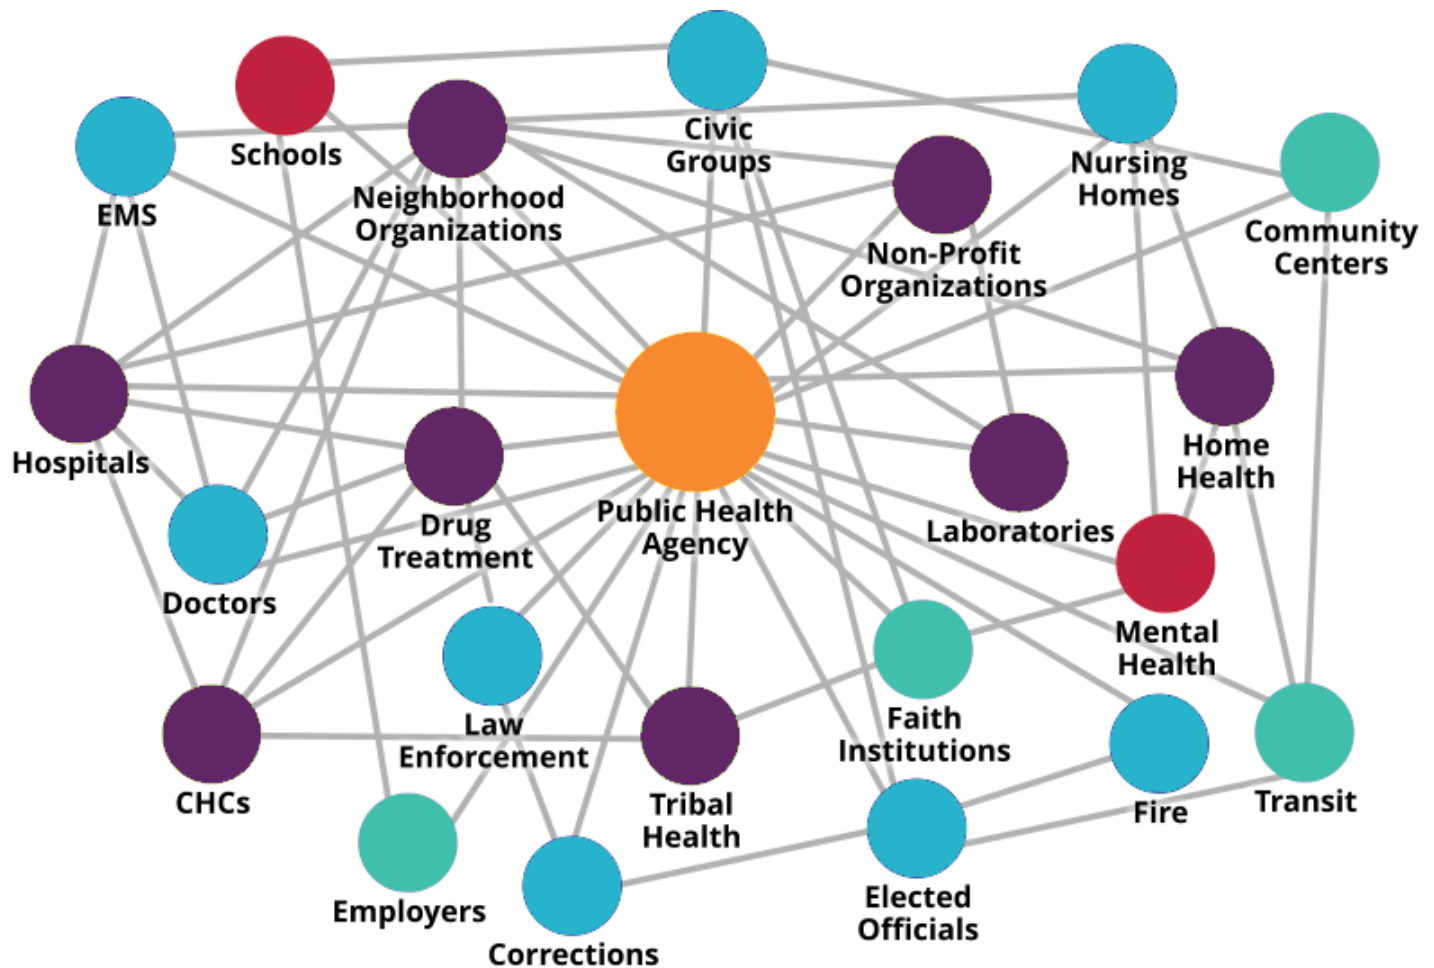 Schools
Civic
Groups
Nursing
Homes
EMS
Neighborhood
Organizations
Non-Profit
Organizations
Community
Centers
Hospitals
Drug
Treatment
Public Health
Agency
Laboratories
Home
Health
Doctors
Law
Enforcement
Mental
Health
Faith
Institutions
CHCs
Tribal
Health
Fire
Transit
Employers
Corrections
Elected
Officials